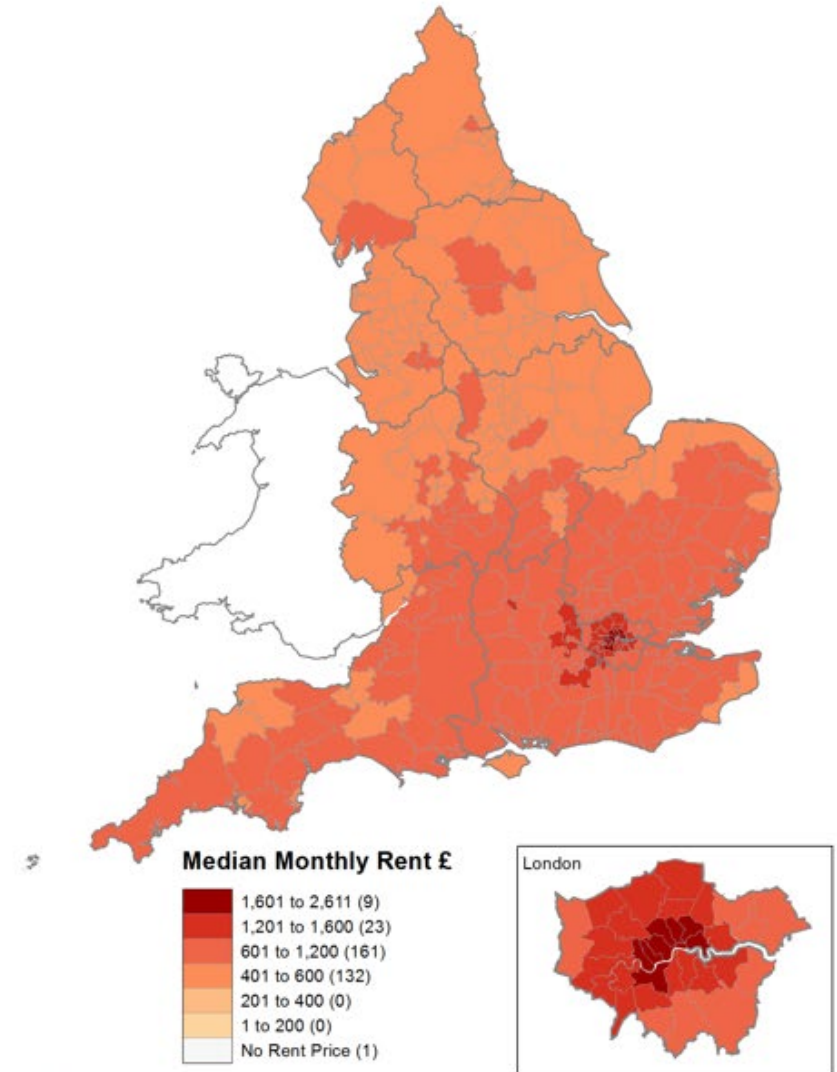 Median Monthly Rent £
1,601 to 2,611 (9)
1,201 to 1,600 (23)
601 to 1,200 (161)
401 to 600 (132)
201 to 400 (0)
1 to 200 (0)
No Rent Price (1)
London